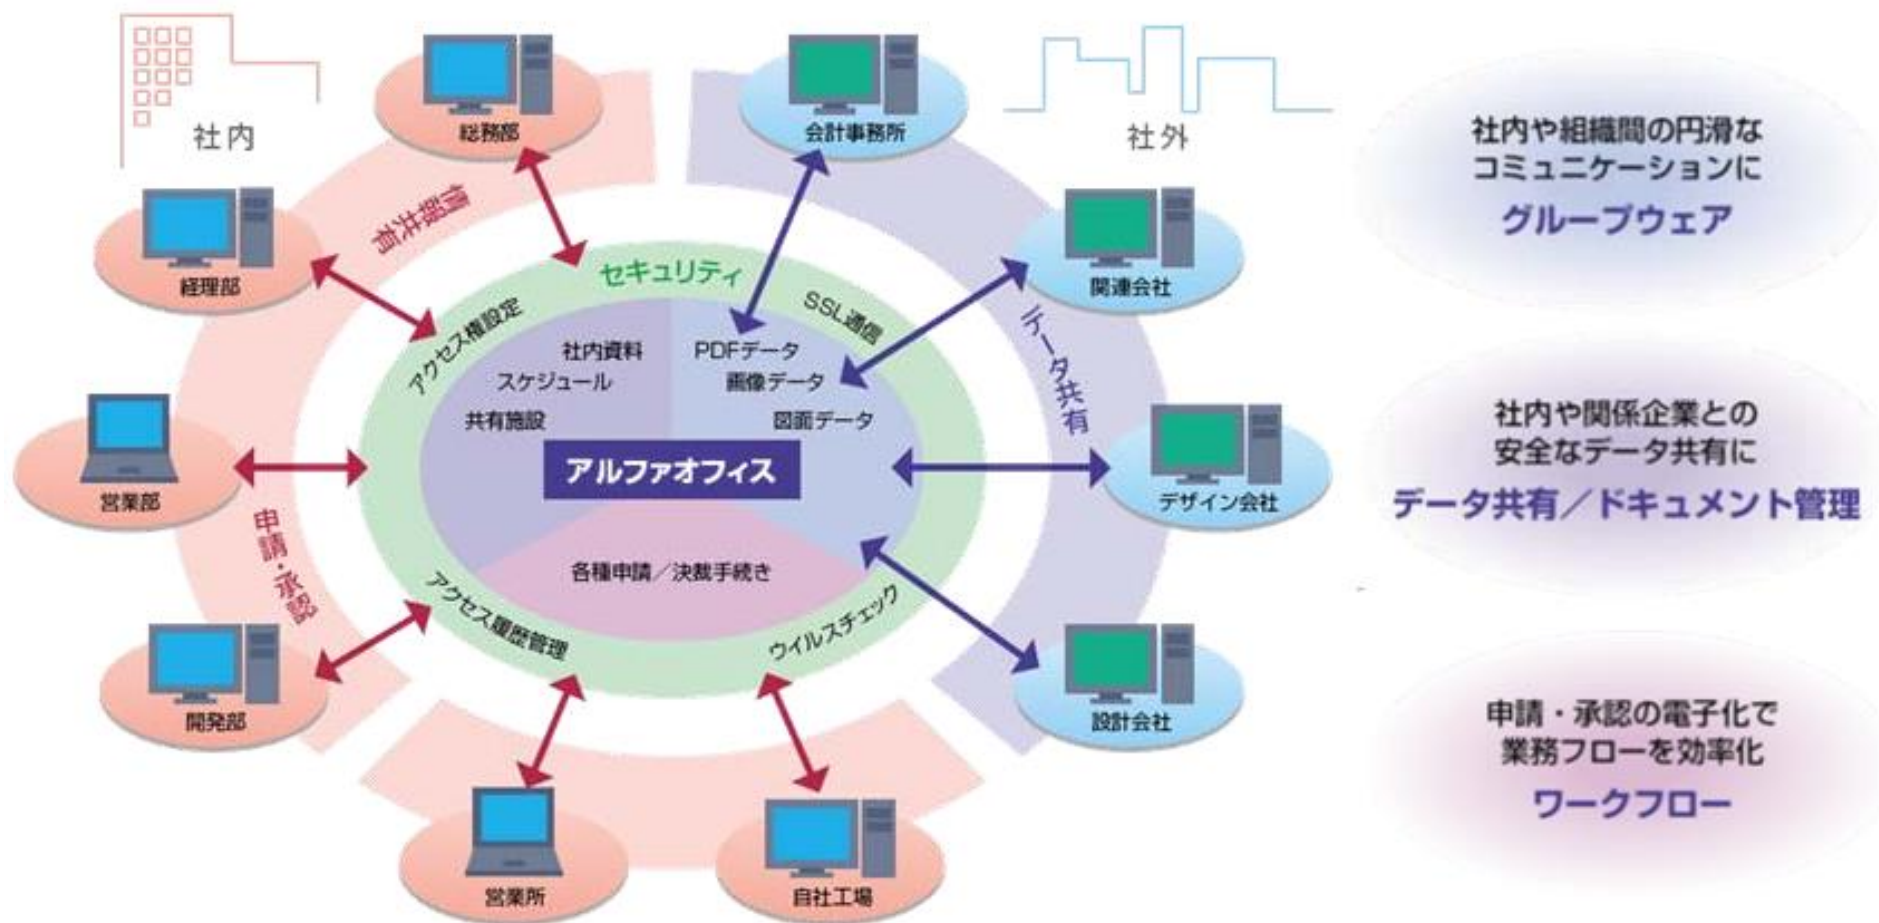 社内
社外
総務部
会計事務所
経理部
関連会社
営業部
デザイン会社
開発部
設計会社
営業所
自社工場
情報共有
申請・承認
データ共有
セキュリティ
アクセス権設定
SSL通信
アクセス履歴管理
ウイルスチェック
社内資料
スケジュール
共有施設
PDFデータ
画像データ
図面データ
アルファオフィス
各種申請／決裁手続き
社内や組織間の円滑な
コミュニケーションに
グループウェア
社内や関係企業との
安全なデータ共有に
データ共有／ドキュメント管理
申請・承認の電子化で
業務フローを効率化
ワークフロー